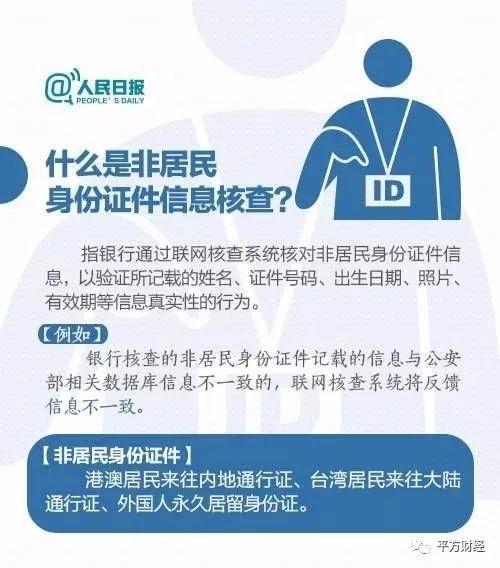 @人民日报
PEOPLE'S DAILY
什么是非居民
身份证件信息核查？
ID
指银行通过联网核查系统核对非居民身份证件信
息，以验证所记载的姓名、证件号码、出生日期、照片、
有效期等信息真实性的行为。
【例如】
银行核查的非居民身份证件记载的信息与公安
部相关数据库信息不一致的，联网核查系统将反馈
信息不一致。
ID
【非居民身份证件】
港澳居民来往内地通行证、台湾居民来往大陆
通行证、外国人永久居留身份证。
平方财经